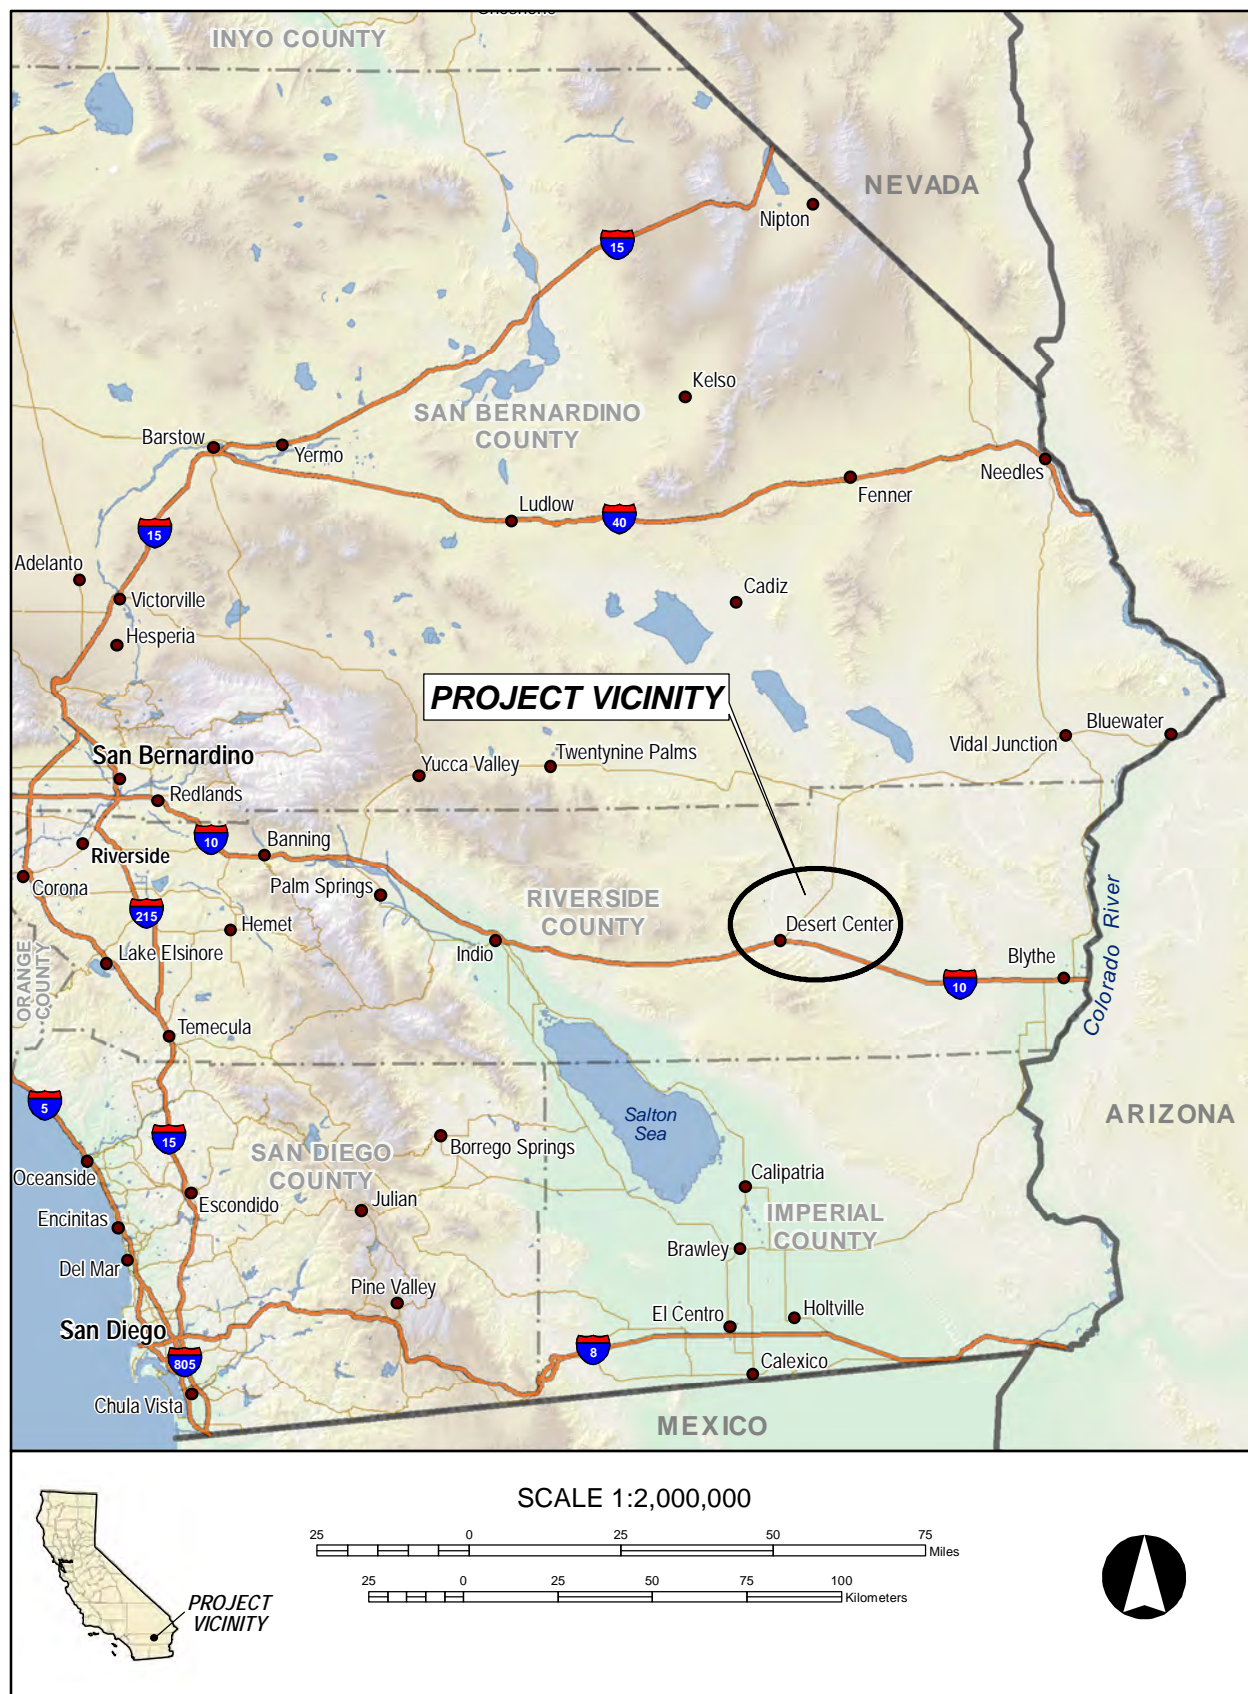 INYO COUNTY
NEVADA
Nipton
15
Kelso
SAN BERNARDINO
COUNTY
Barstow
Yermo
Needles
Fenner
Ludlow
40
15
Adelanto
Cadiz
Victorville
Hesperia
PROJECT VICINITY
Bluewater
Vidal Junction
San Bernardino
Twentynine Palms
Yucca Valley
Redlands
10
Banning
Riverside
Corona
Palm Springs
RIVERSIDE
COUNTY
215
Hemet
Desert Center
Indio
Lake Elsinore
ORANGE
COUNTY
Blythe
10
Colorado River
Temecula
5
15
Salton
Sea
ARIZONA
Borrego Springs
SAN DIEGO
COUNTY
Oceanside
Calipatria
Escondido
Julian
IMPERIAL
COUNTY
Encinitas
Brawley
Del Mar
Pine Valley
El Centro
Holtville
San Diego
8
805
Calexico
Chula Vista
MEXICO
SCALE 1:2,000,000
25 0 25 50 75
Miles
25 0 25 50 75 100
Kilometers
PROJECT
VICINITY